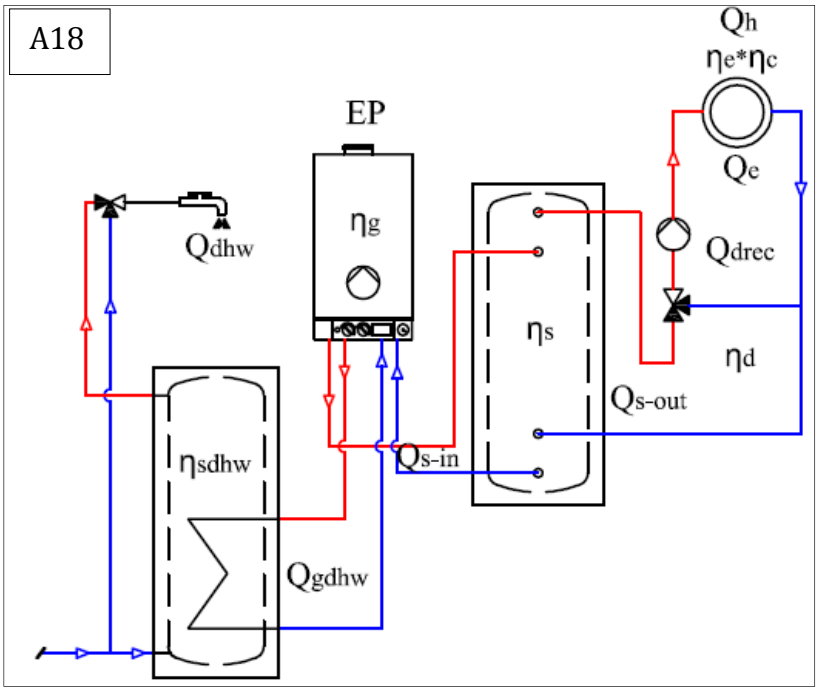 A18
Qh
ηe*ηc
EP
Qe
ηg
Qdhw
Qdrec
ηs
ηd
Qs-out
ηsdhw
Qs-in
Qgdhw